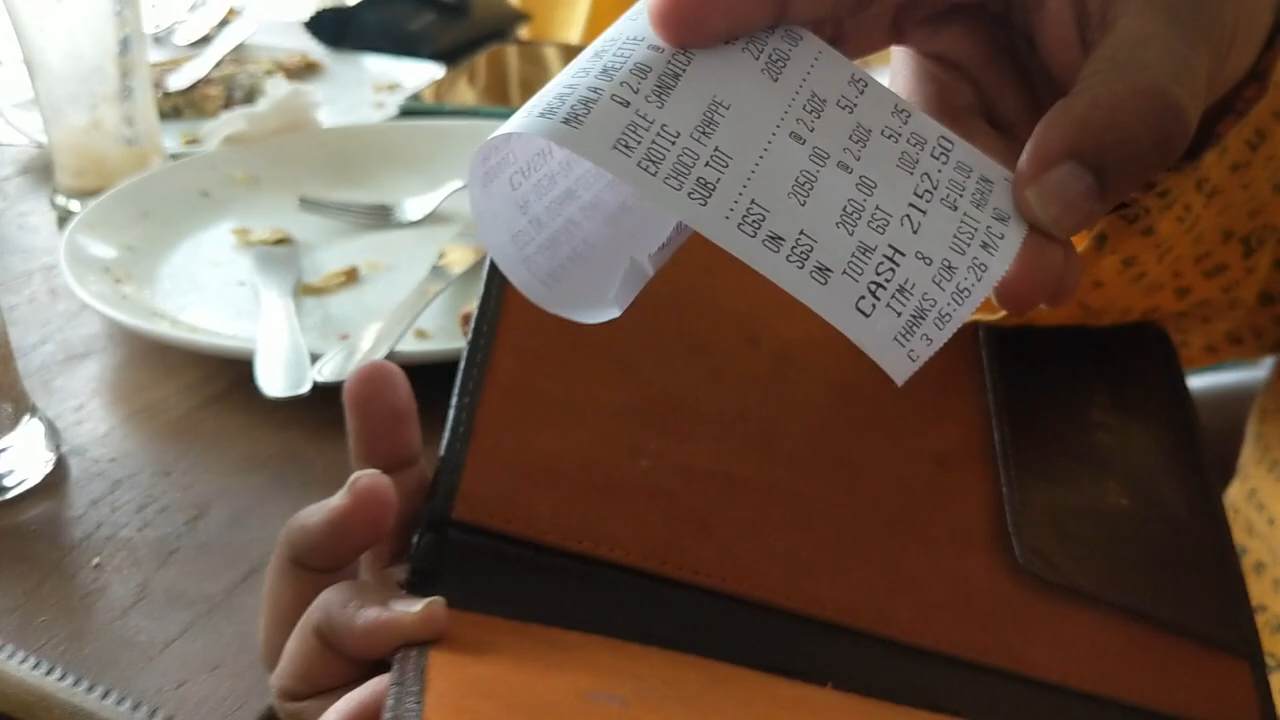 MASALA
MASALA OMELETTE
Q 2.00 @
TRIPLE SANDWICH
EXOTIC
CHOCO FRAPPE
SUB.TOT 2050.00
CGST @ 2.50%
ON 2050.00 51.25
SGST @ 2.50%
ON 2050.00 51.25
TOTAL GST 102.50
CASH 2152.50
ITM= 8 Q=10.00
THANKS FOR VISIT AGAIN
C 3 05:05:26 M/C NO